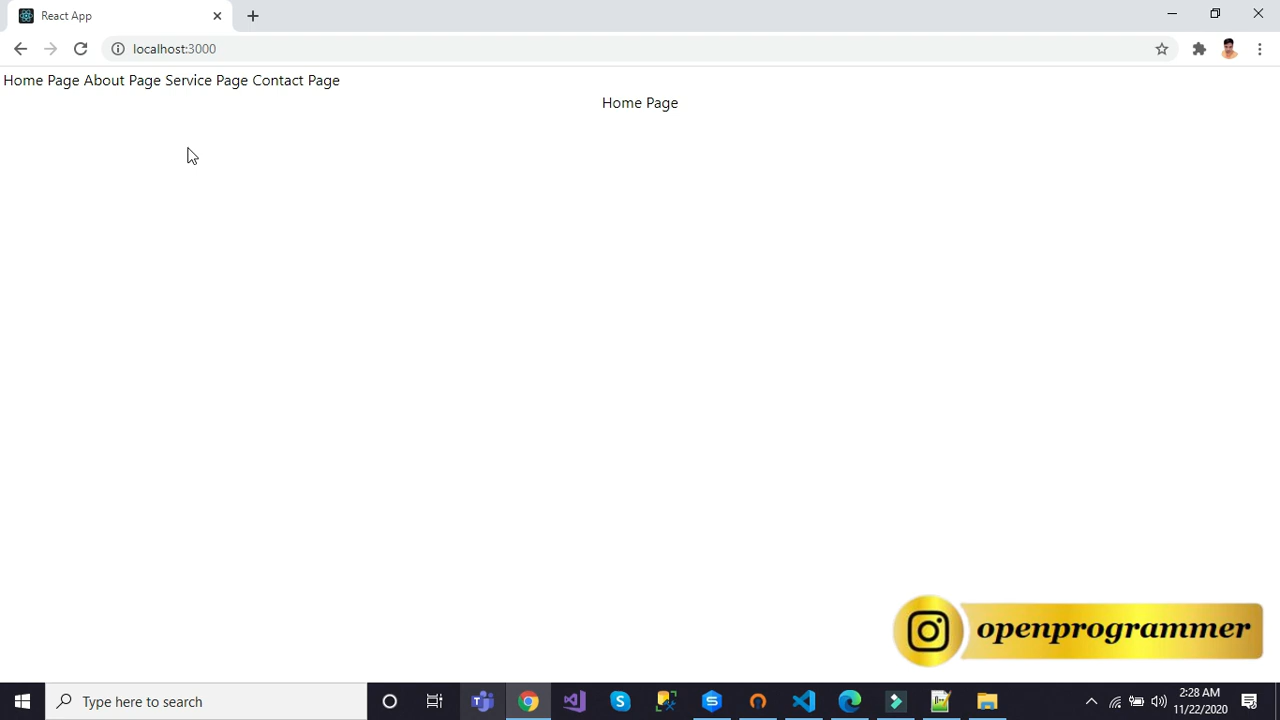 React App
localhost:3000
Home Page About Page Service Page Contact Page
Home Page
openprogrammer
Type here to search
2:28 AM
11/22/2020